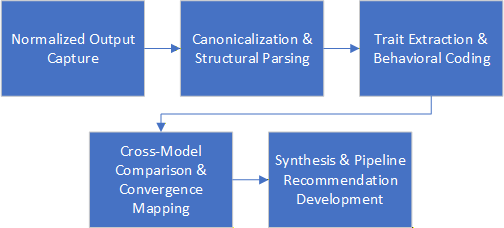 Normalized Output
Capture
Canonicalization &
Structural Parsing
Trait Extraction &
Behavioral Coding
Cross-Model
Comparison &
Convergence
Mapping
Synthesis & Pipeline
Recommendation
Development